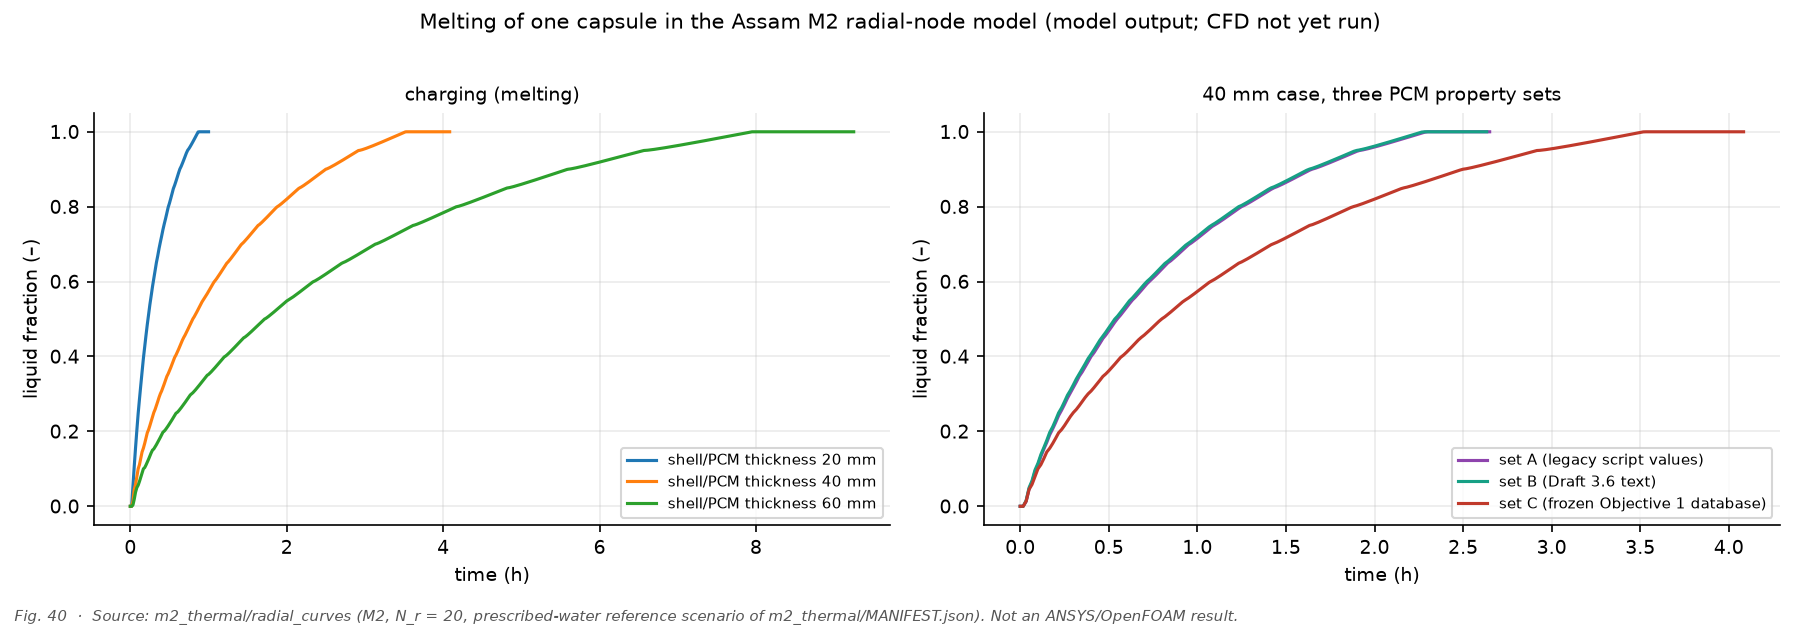 Melting of one capsule in the Assam M2 radial-node model (model output; CFD not yet run)
charging (melting)
liquid fraction (–)
1.0
0.8
0.6
0.4
0.2
0.0
shell/PCM thickness 20 mm
shell/PCM thickness 40 mm
shell/PCM thickness 60 mm
0
2
4
6
8
time (h)
40 mm case, three PCM property sets
liquid fraction (–)
1.0
0.8
0.6
0.4
0.2
0.0
set A (legacy script values)
set B (Draft 3.6 text)
set C (frozen Objective 1 database)
0.0
0.5
1.0
1.5
2.0
2.5
3.0
3.5
4.0
time (h)
Fig. 40 · Source: m2_thermal/radial_curves (M2, N_r = 20, prescribed-water reference scenario of m2_thermal/MANIFEST.json). Not an ANSYS/OpenFOAM result.